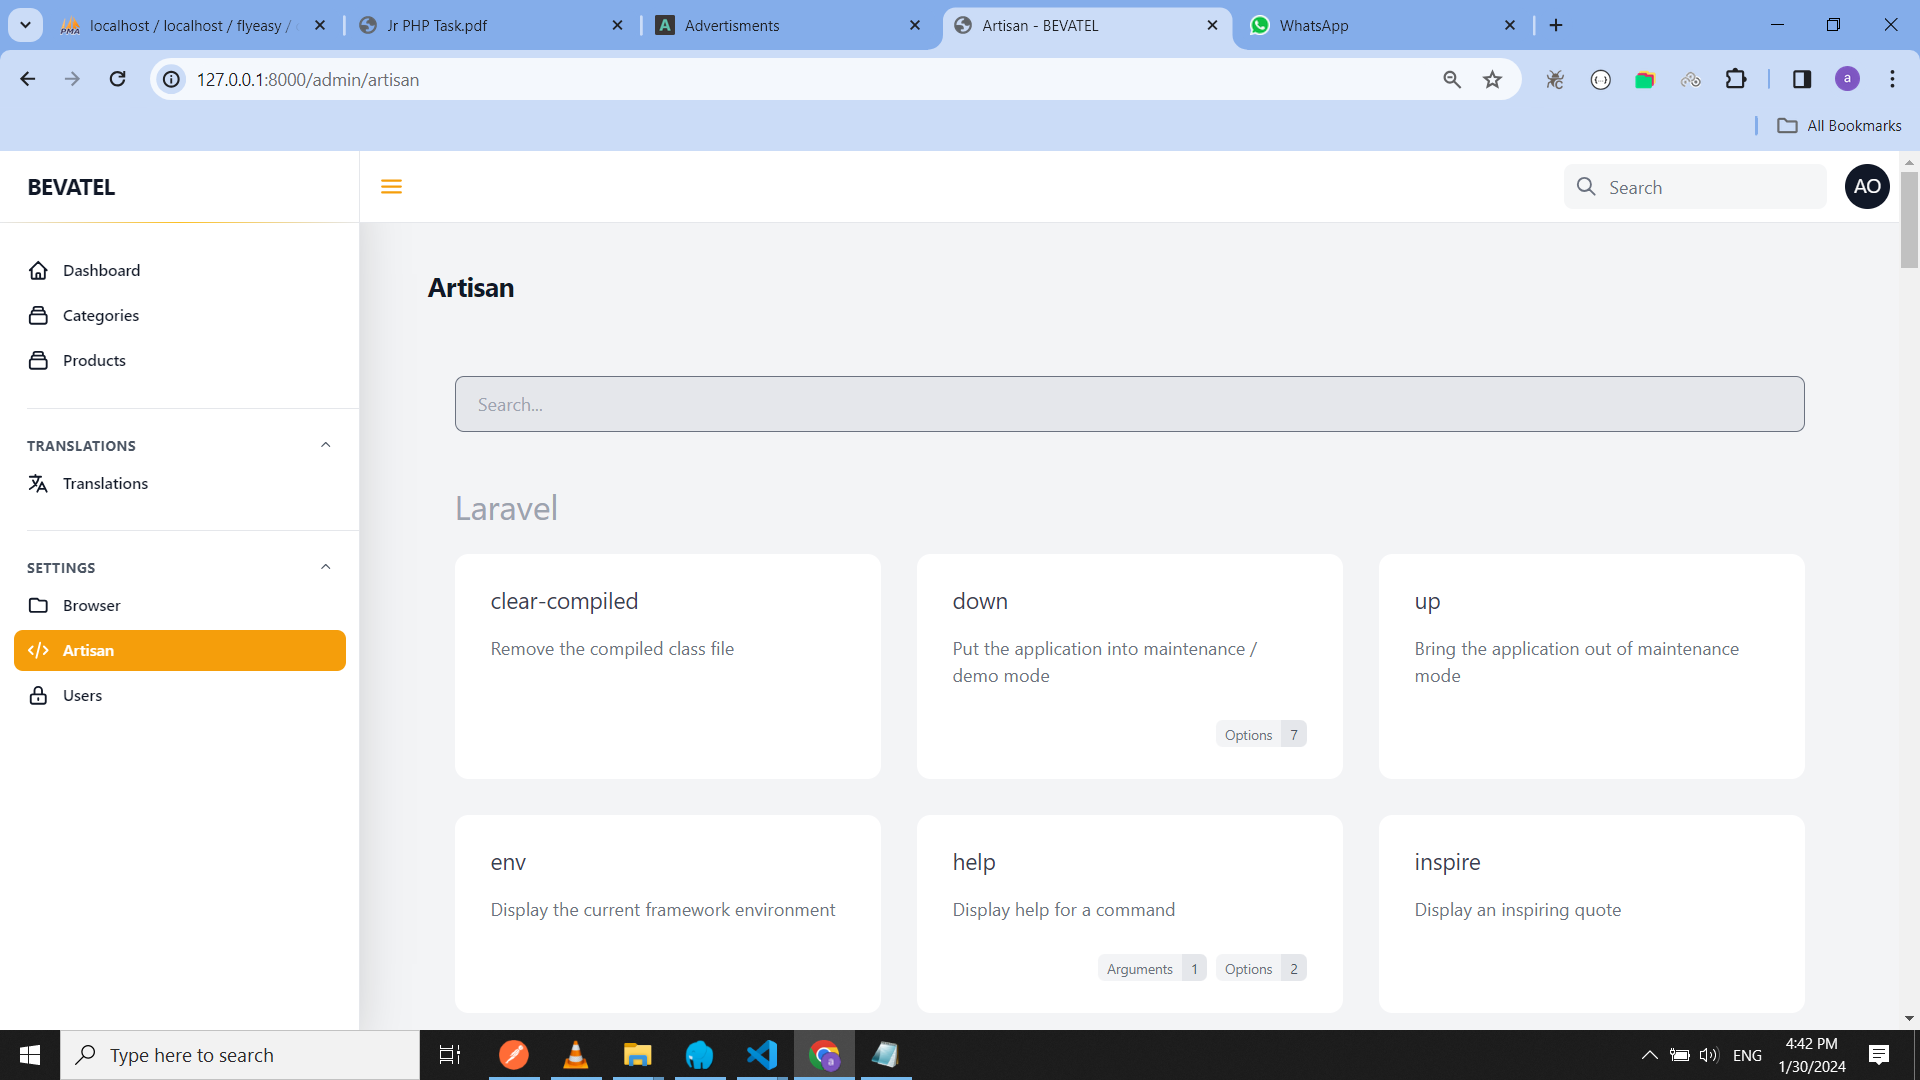 localhost / localhost / flyeasy /
Jr PHP Task.pdf
Advertisments
Artisan - BEVATEL
WhatsApp
127.0.0.1:8000/admin/artisan
a
All Bookmarks
BEVATEL
Search
AO
Dashboard
Categories
Products
TRANSLATIONS
Translations
SETTINGS
Browser
Artisan
Users
Artisan
Search...
Laravel
clear-compiled
Remove the compiled class file
down
Put the application into maintenance /
demo mode
Options 7
up
Bring the application out of maintenance
mode
env
Display the current framework environment
help
Display help for a command
Arguments 1 Options 2
inspire
Display an inspiring quote
Type here to search
ENG
4:42 PM
1/30/2024